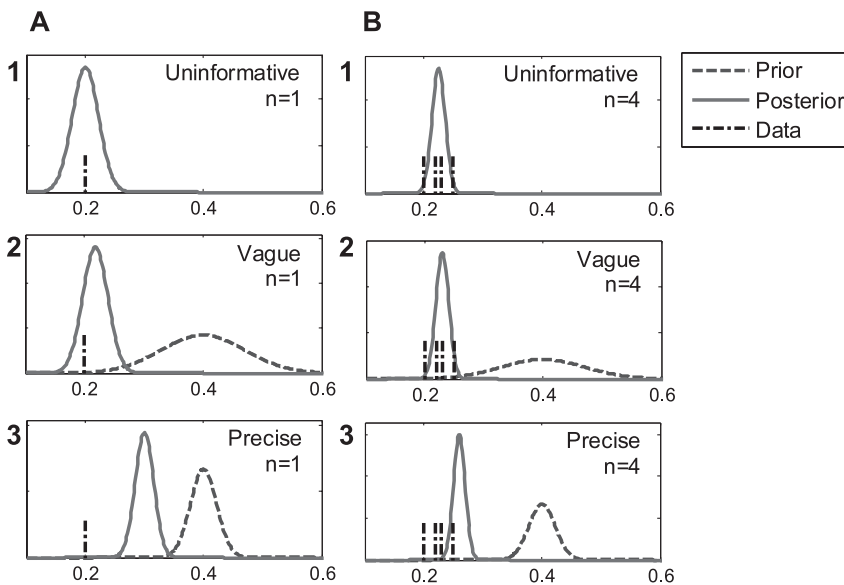 A
B
1
Uninformative
n=1
0.2
0.4
0.6
1
Uninformative
n=4
0.2
0.4
0.6
Prior
Posterior
Data
2
Vague
n=1
0.2
0.4
0.6
2
Vague
n=4
0.2
0.4
0.6
3
Precise
n=1
0.2
0.4
0.6
3
Precise
n=4
0.2
0.4
0.6